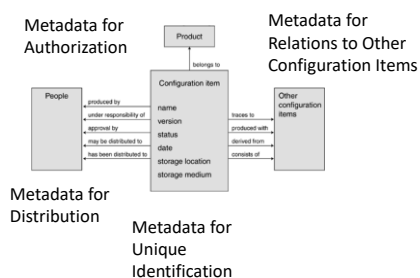 Metadata for
Authorization
Product
Metadata for
Relations to Other
Configuration Items
belongs to
People
Configuration item
Other
configuration
items
produced by
under responsibility of
approval by
may be distributed to
has been distributed to
name
version
status
date
storage location
storage medium
traces to
produced with
derived from
consists of
Metadata for
Distribution
Metadata for
Unique
Identification